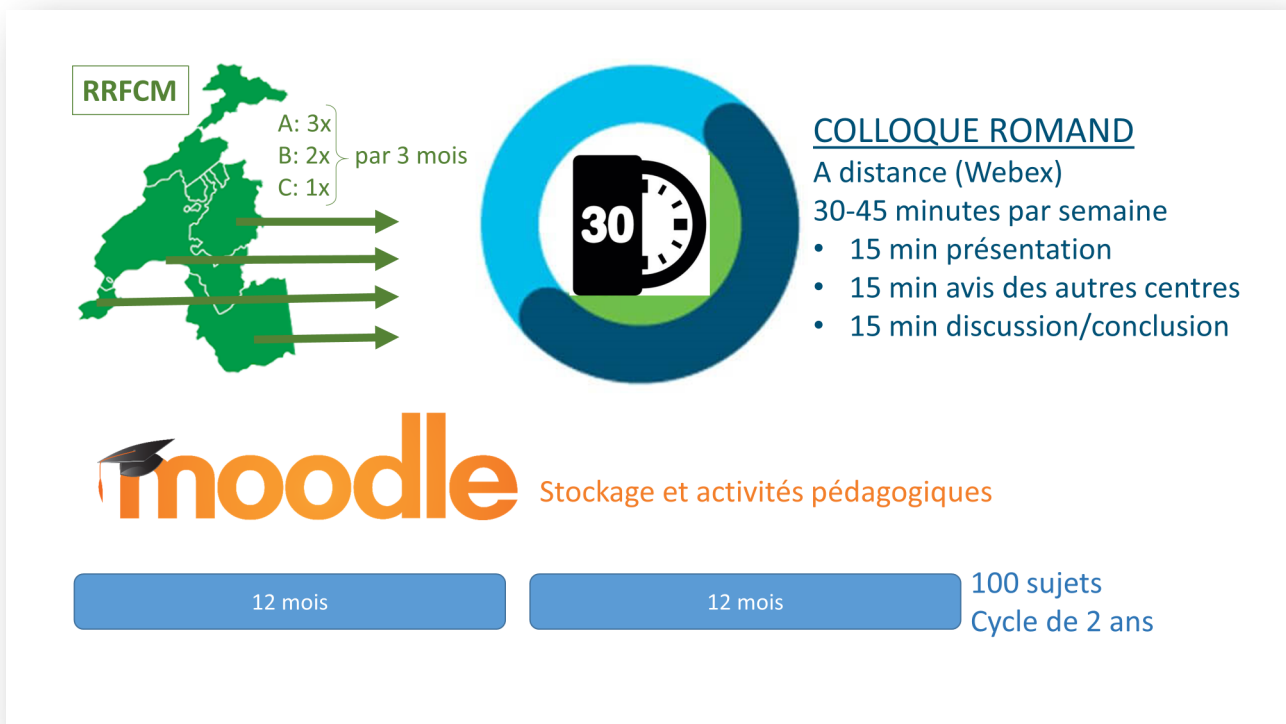 RRFCM
A: 3x
B: 2x
C: 1x
par 3 mois
30
COLLOQUE ROMAND
A distance (Webex)
30-45 minutes par semaine
• 15 min présentation
• 15 min avis des autres centres
• 15 min discussion/conclusion
moodle
Stockage et activités pédagogiques
12 mois
12 mois
100 sujets
Cycle de 2 ans